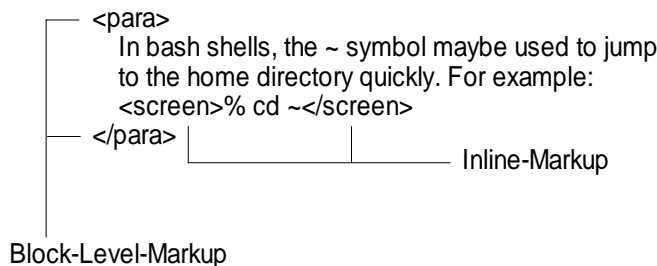 <para>
In bash shells, the ~ symbol maybe used to jump
to the home directory quickly. For example:
<screen>% cd ~</screen>
</para>
Inline-Markup
Block-Level-Markup